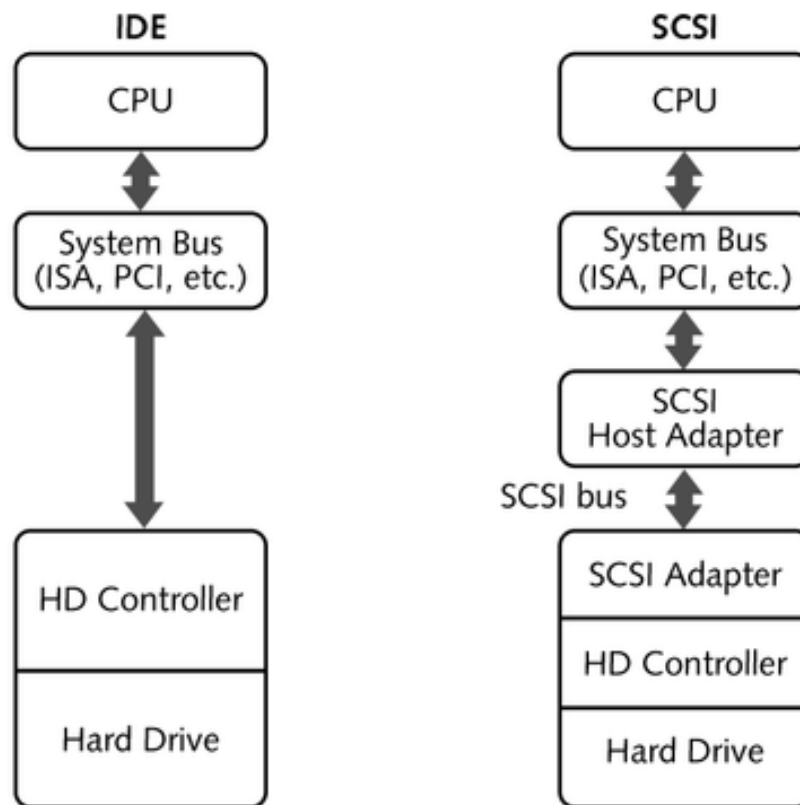 IDE
CPU
System Bus
(ISA, PCI, etc.)
HD Controller
Hard Drive
SCSI
CPU
System Bus
(ISA, PCI, etc.)
SCSI
Host Adapter
SCSI bus
SCSI Adapter
HD Controller
Hard Drive